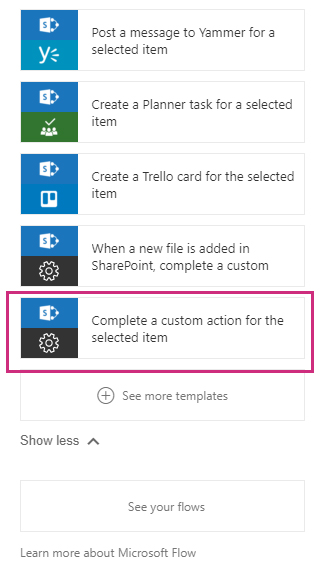 Post a message to Yammer for a
selected item
Create a Planner task for a selected
item
Create a Trello card for the selected
item
When a new file is added in
SharePoint, complete a custom
Complete a custom action for the
selected item
See more templates
Show less
See your flows
Learn more about Microsoft Flow